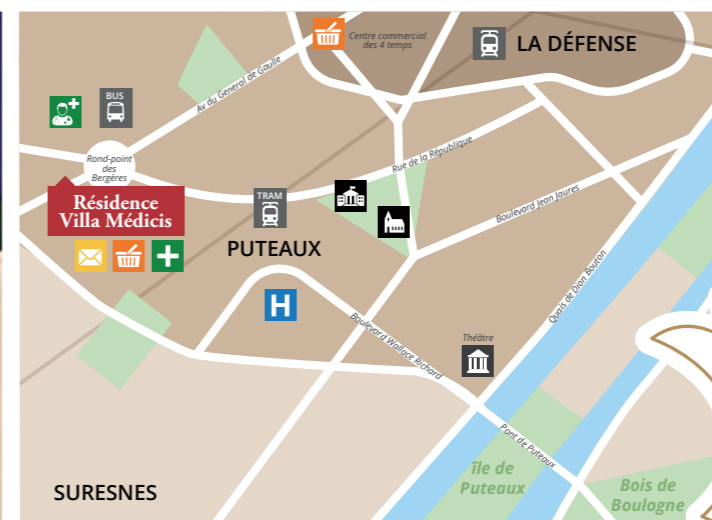 Centre commercial
des 4 temps
LA DÉFENSE
Av du Général de Gaulle
BUS
Rond-point
des
Bergères
Rue de la République
Résidence
Villa Médicis
TRAM
Boulevard Jean Jaures
PUTEAUX
H
Quais de Dion Bouton
Boulevard Wallace Richard
Théâtre
Pont de Puteaux
île de
Puteaux
SURESNES
Bois de
Boulogne